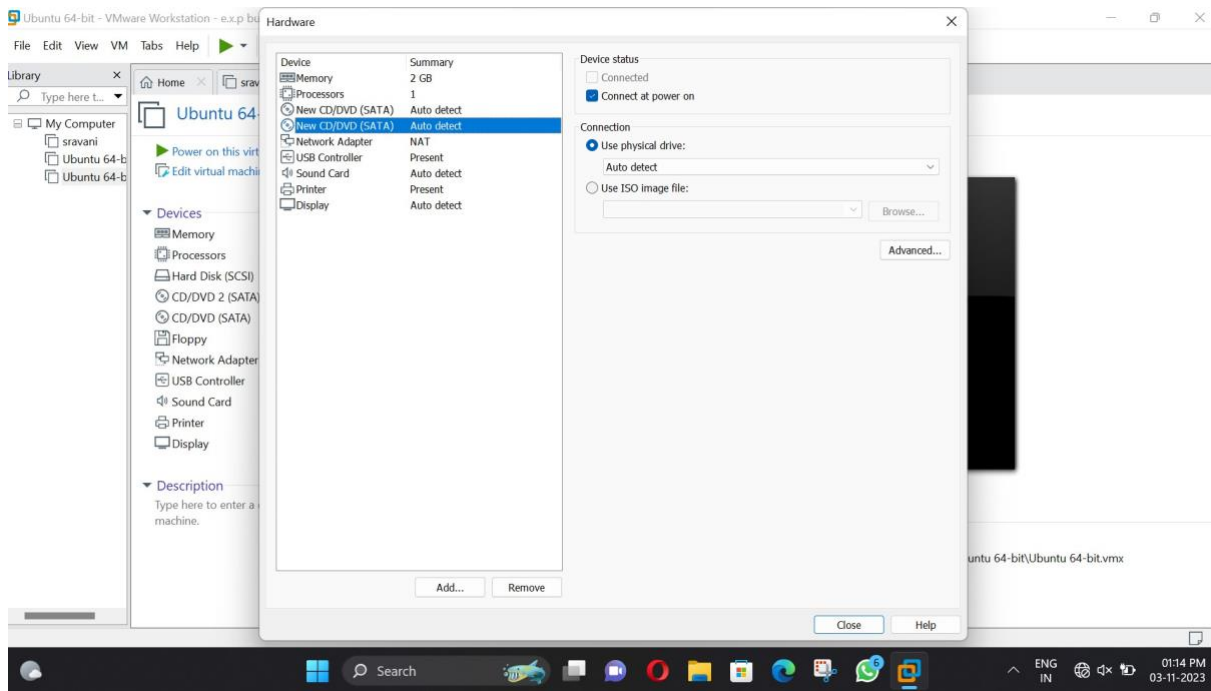 Ubuntu 64-bit - VMware Workstation - e.x.p bu
File Edit View VM Tabs Help
Library
Type here t...
My Computer
sravani
Ubuntu 64-b
Ubuntu 64-b
Home
srav
Ubuntu 64-
Power on this virt
Edit virtual machi
Devices
Memory
Processors
Hard Disk (SCSI)
CD/DVD 2 (SATA)
CD/DVD (SATA)
Floppy
Network Adapter
USB Controller
Sound Card
Printer
Display
Description
Type here to enter a
machine.
Hardware
Device Summary
Memory 2 GB
Processors 1
New CD/DVD (SATA) Auto detect
New CD/DVD (SATA) Auto detect
Network Adapter NAT
USB Controller Present
Sound Card Auto detect
Printer Present
Display Auto detect
Add... Remove
Device status
Connected
Connect at power on
Connection
Use physical drive:
Auto detect
Use ISO image file:
Browse...
Advanced...
Close Help
untu 64-bit\Ubuntu 64-bit.vmx
Search
6
ENG
IN
01:14 PM
03-11-2023